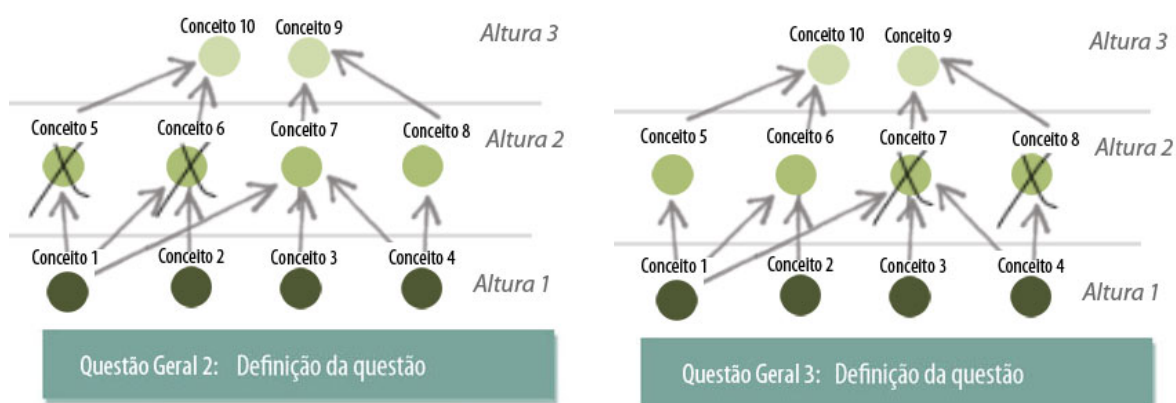 Conceito 10 Conceito 9 Altura 3
Conceito 5 Conceito 6 Conceito 7 Conceito 8 Altura 2
Conceito 1 Conceito 2 Conceito 3 Conceito 4 Altura 1
Questão Geral 2: Definição da questão
Conceito 10 Conceito 9 Altura 3
Conceito 5 Conceito 6 Conceito 7 Conceito 8 Altura 2
Conceito 1 Conceito 2 Conceito 3 Conceito 4 Altura 1
Questão Geral 3: Definição da questão